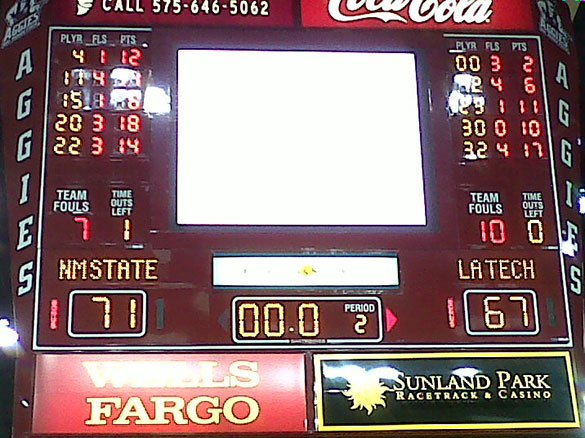 AGGIES
CALL 575-646-5062
Coca-Cola
AGGIES
PLYR FLS PTS
4 1 12
15 1
20 3 18
22 3 14
PLYR FLS PTS
00 3 2
4 6
1 11
30 0 10
32 4 17
TEAM FOULS
TIME OUTS LEFT
7 1
TEAM FOULS
TIME OUTS LEFT
10 0
NMSTATE
LATECH
71
00.0
PERIOD
2
67
WELLS
FARGO
SUNLAND PARK
RACETRACK & CASINO
AGGIES